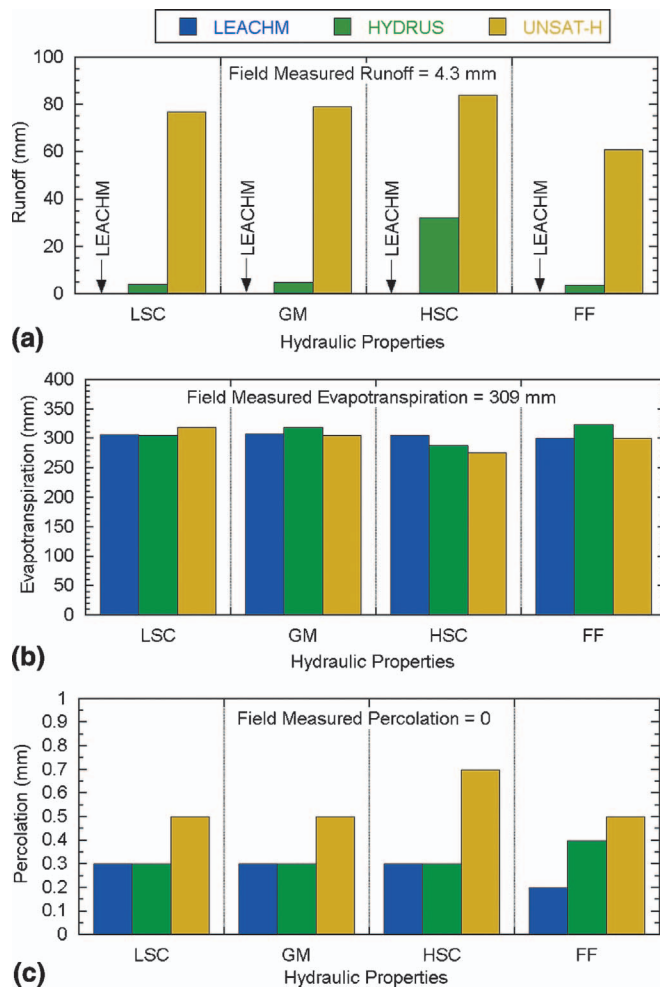 LEACHM HYDRUS UNSAT-H
Field Measured Runoff = 4.3 mm
100
80
60
40
20
0
Runoff (mm)
LEACHM
LEACHM
LEACHM
LEACHM
LSC GM HSC FF
(a) Hydraulic Properties
Field Measured Evapotranspiration = 309 mm
400
350
300
250
200
150
100
50
0
Evapotranspiration (mm)
LSC GM HSC FF
(b) Hydraulic Properties
Field Measured Percolation = 0
1
0.9
0.8
0.7
0.6
0.5
0.4
0.3
0.2
0.1
0
Percolation (mm)
LSC GM HSC FF
(c) Hydraulic Properties